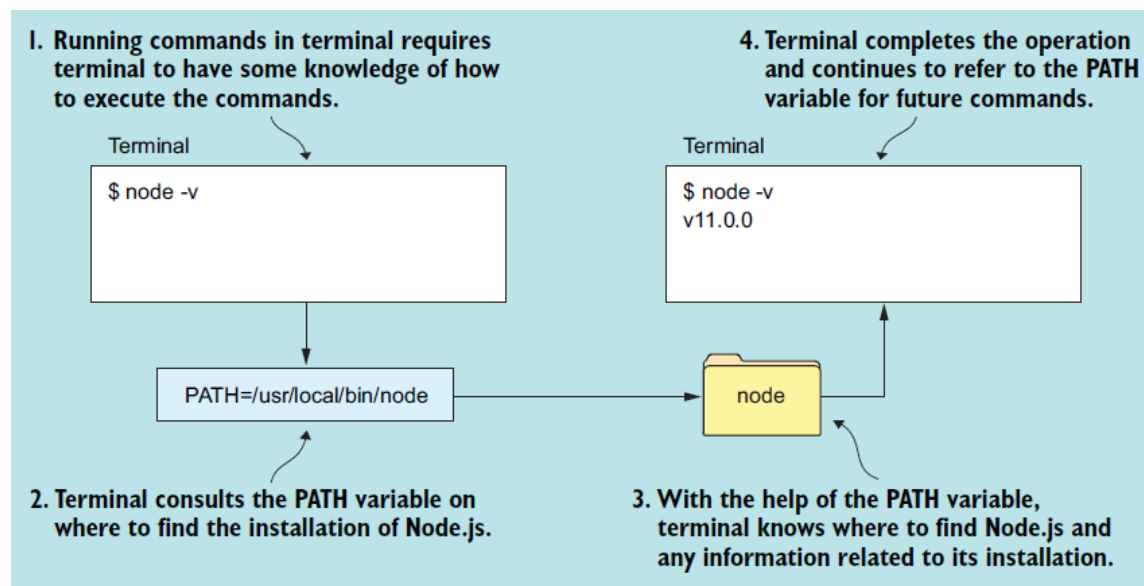 1. Running commands in terminal requires
terminal to have some knowledge of how
to execute the commands.
Terminal
$ node -v
PATH=/usr/local/bin/node
2. Terminal consults the PATH variable on
where to find the installation of Node.js.
node
3. With the help of the PATH variable,
terminal knows where to find Node.js and
any information related to its installation.
4. Terminal completes the operation
and continues to refer to the PATH
variable for future commands.
Terminal
$ node -v
v11.0.0